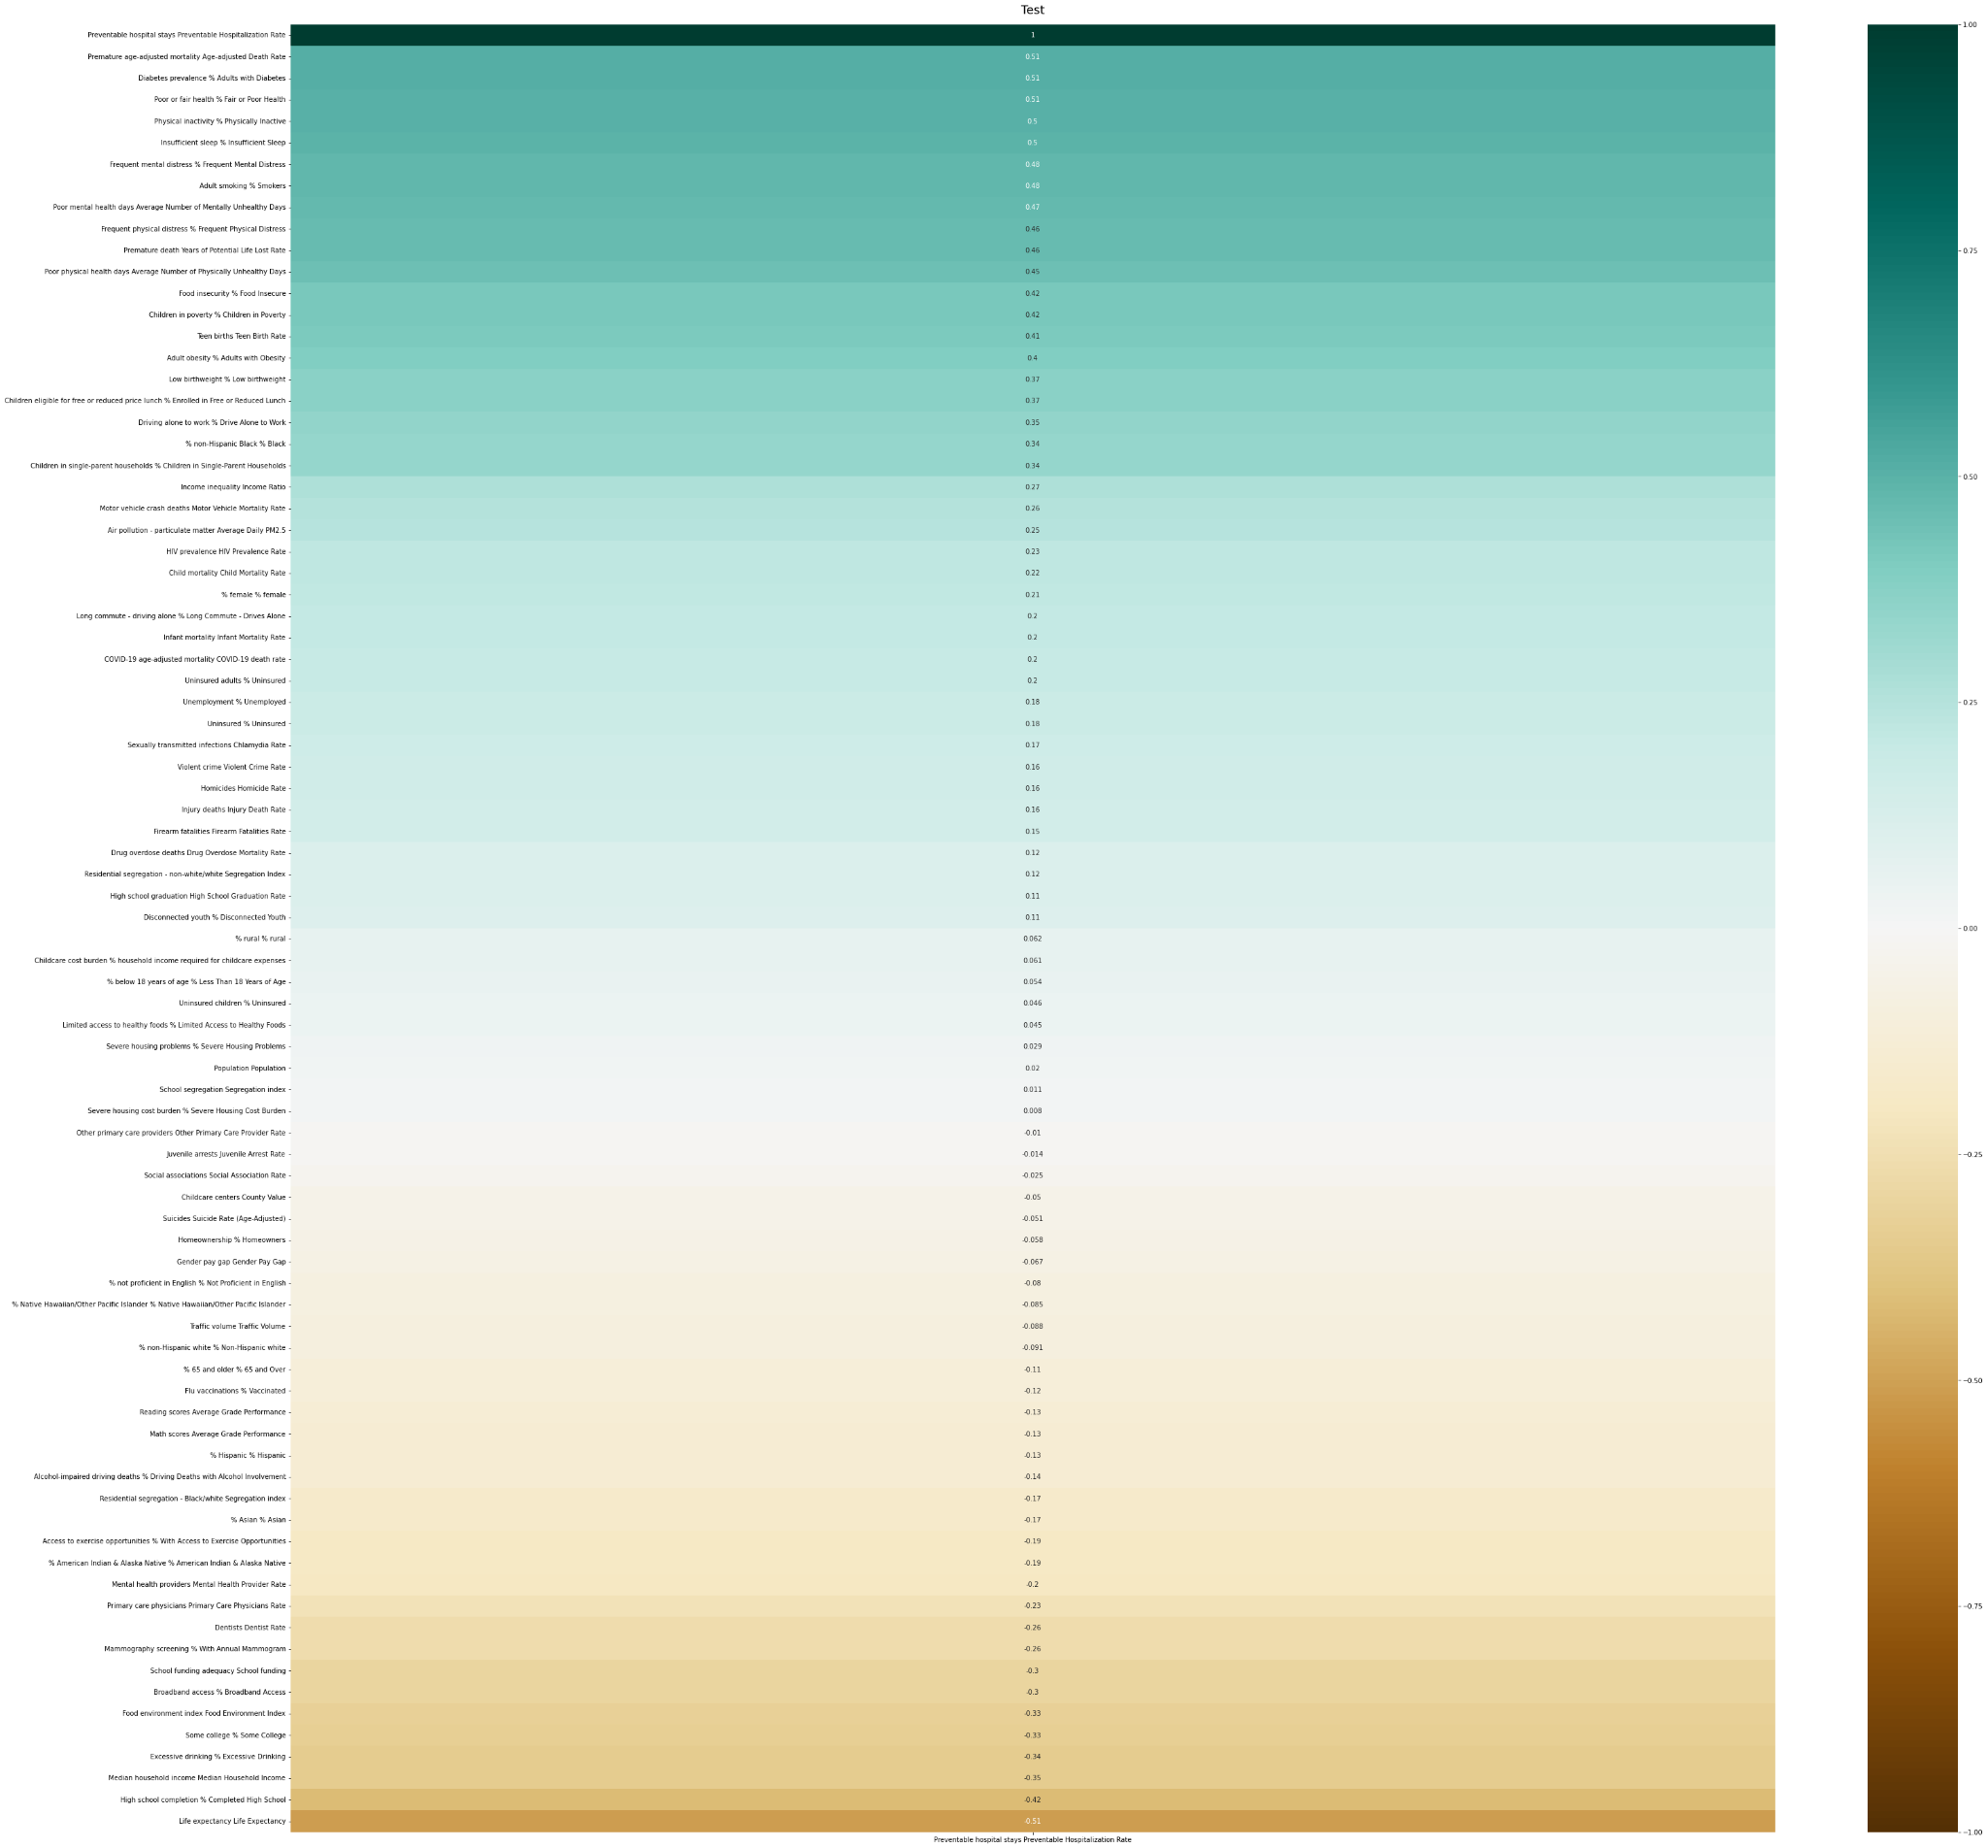 Test
Preventable hospital stays Preventable Hospitalization Rate 1
Premature age-adjusted mortality Age-adjusted Death Rate 0.51
Diabetes prevalence % Adults with Diabetes 0.51
Poor or fair health % Fair or Poor Health 0.51
Physical inactivity % Physically Inactive 0.5
Insufficient sleep % Insufficient Sleep 0.5
Frequent mental distress % Frequent Mental Distress 0.48
Adult smoking % Smokers 0.48
Poor mental health days Average Number of Mentally Unhealthy Days 0.47
Frequent physical distress % Frequent Physical Distress 0.46
Premature death Years of Potential Life Lost Rate 0.46
Poor physical health days Average Number of Physically Unhealthy Days 0.45
Food insecurity % Food Insecure 0.42
Children in poverty % Children in Poverty 0.42
Teen births Teen Birth Rate 0.41
Adult obesity % Adults with Obesity 0.4
Low birthweight % Low birthweight 0.37
Children eligible for free or reduced price lunch % Enrolled in Free or Reduced Lunch 0.37
Driving alone to work % Drive Alone to Work 0.35
% non-Hispanic Black % Black 0.34
Children in single-parent households % Children in Single-Parent Households 0.34
Income inequality Income Ratio 0.27
Motor vehicle crash deaths Motor Vehicle Mortality Rate 0.26
Air pollution - particulate matter Average Daily PM2.5 0.25
HIV prevalence HIV Prevalence Rate 0.23
Child mortality Child Mortality Rate 0.22
% female % female 0.21
Long commute - driving alone % Long Commute - Drives Alone 0.2
Infant mortality Infant Mortality Rate 0.2
COVID-19 age-adjusted mortality COVID-19 death rate 0.2
Uninsured adults % Uninsured 0.2
Unemployment % Unemployed 0.18
Uninsured % Uninsured 0.18
Sexually transmitted infections Chlamydia Rate 0.17
Violent crime Violent Crime Rate 0.16
Homicides Homicide Rate 0.16
Injury deaths Injury Death Rate 0.16
Firearm fatalities Firearm Fatalities Rate 0.15
Drug overdose deaths Drug Overdose Mortality Rate 0.12
Residential segregation - non-white/white Segregation Index 0.12
High school graduation High School Graduation Rate 0.11
Disconnected youth % Disconnected Youth 0.11
% rural % rural 0.062
Childcare cost burden % household income required for childcare expenses 0.061
% below 18 years of age % Less Than 18 Years of Age 0.054
Uninsured children % Uninsured 0.046
Limited access to healthy foods % Limited Access to Healthy Foods 0.045
Severe housing problems % Severe Housing Problems 0.029
Population Population 0.02
School segregation Segregation index 0.011
Severe housing cost burden % Severe Housing Cost Burden 0.008
Other primary care providers Other Primary Care Provider Rate -0.01
Juvenile arrests Juvenile Arrest Rate -0.014
Social associations Social Association Rate -0.025
Childcare centers County Value -0.05
Suicides Suicide Rate (Age-Adjusted) -0.051
Homeownership % Homeowners -0.058
Gender pay gap Gender Pay Gap -0.067
% not proficient in English % Not Proficient in English -0.08
% Native Hawaiian/Other Pacific Islander % Native Hawaiian/Other Pacific Islander -0.085
Traffic volume Traffic Volume -0.088
% non-Hispanic white % Non-Hispanic white -0.091
% 65 and older % 65 and Over -0.11
Flu vaccinations % Vaccinated -0.12
Reading scores Average Grade Performance -0.13
Math scores Average Grade Performance -0.13
% Hispanic % Hispanic -0.13
Alcohol-impaired driving deaths % Driving Deaths with Alcohol Involvement -0.14
Residential segregation - Black/white Segregation index -0.17
% Asian % Asian -0.17
Access to exercise opportunities % With Access to Exercise Opportunities -0.19
% American Indian & Alaska Native % American Indian & Alaska Native -0.19
Mental health providers Mental Health Provider Rate -0.2
Primary care physicians Primary Care Physicians Rate -0.23
Dentists Dentist Rate -0.26
Mammography screening % With Annual Mammogram -0.26
School funding adequacy School funding -0.3
Broadband access % Broadband Access -0.3
Food environment index Food Environment Index -0.33
Some college % Some College -0.33
Excessive drinking % Excessive Drinking -0.34
Median household income Median Household Income -0.35
High school completion % Completed High School -0.42
Life expectancy Life Expectancy -0.51
Preventable hospital stays Preventable Hospitalization Rate
1.00
0.75
0.50
0.25
0.00
−0.25
−0.50
−0.75
−1.00